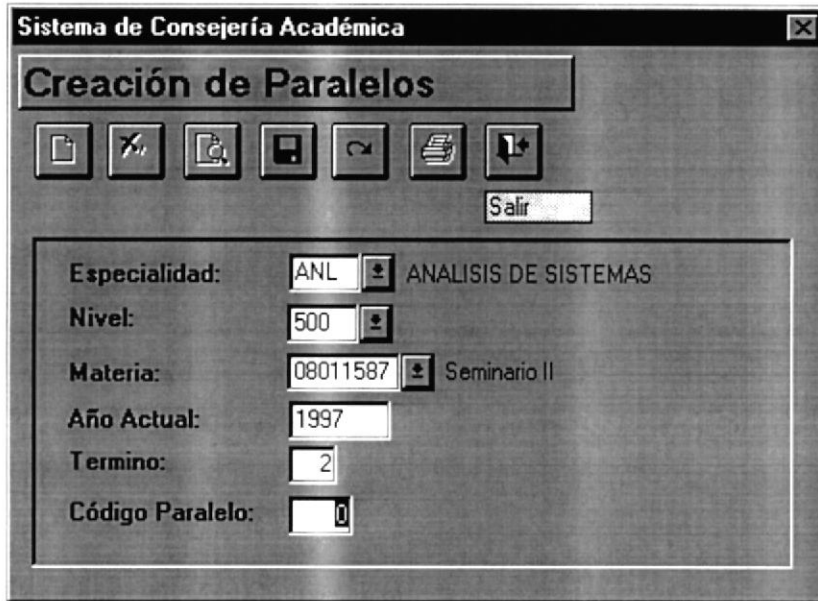 Sistema de Consejería Académica
Creación de Paralelos
Salir
Especialidad: ANL ANALISIS DE SISTEMAS
Nivel: 500
Materia: 08011587 Seminario II
Año Actual: 1997
Termino: 2
Código Paralelo: 0